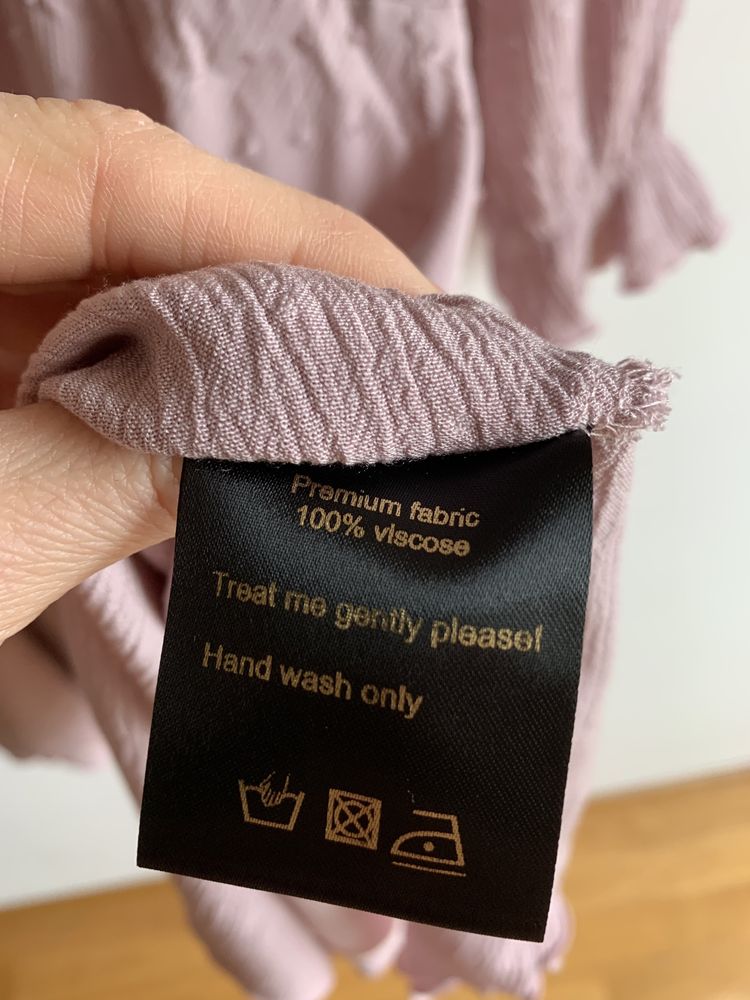 Premium fabric
100% viscose
Treat me gently please!
Hand wash only